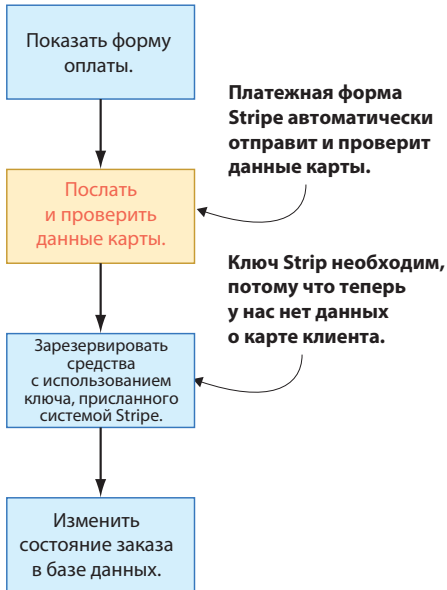 Показать форму
оплаты.
Платежная форма
Stripe автоматически
отправит и проверит
данные карты.
Послать
и проверить
данные карты.
Ключ Strip необходим,
потому что теперь
у нас нет данных
о карте клиента.
Зарезервировать
средства
с использованием
ключа, присланного
системой Stripe.
Изменить
состояние заказа
в базе данных.